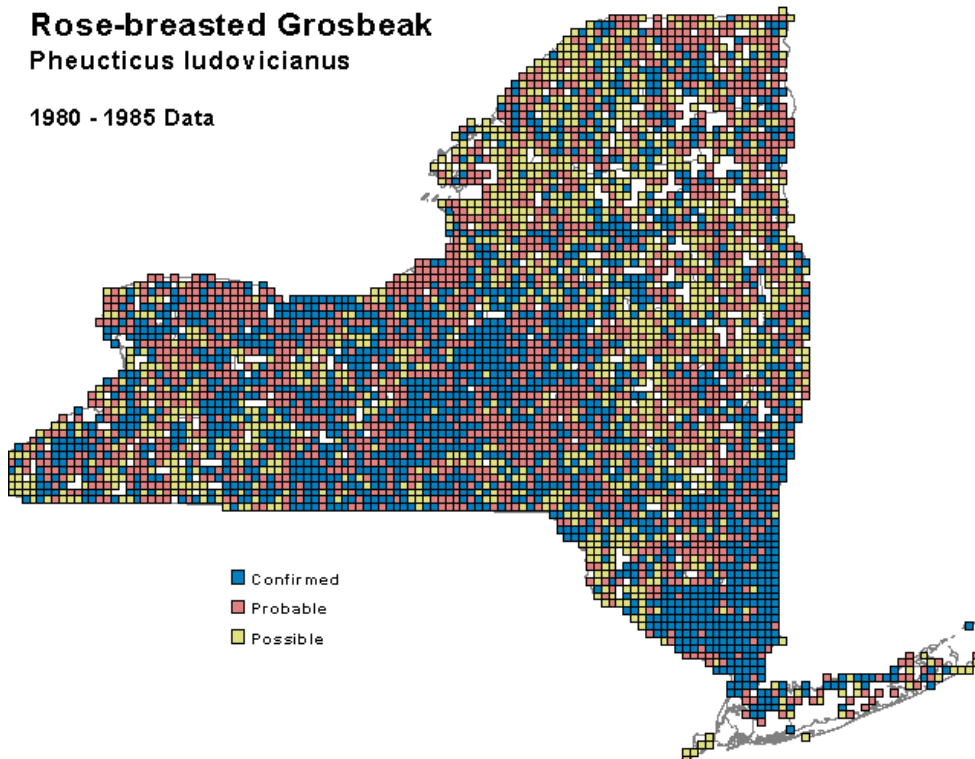 Rose-breasted Grosbeak
Pheucticus ludovicianus
1980 - 1985 Data
Confirmed
Probable
Possible